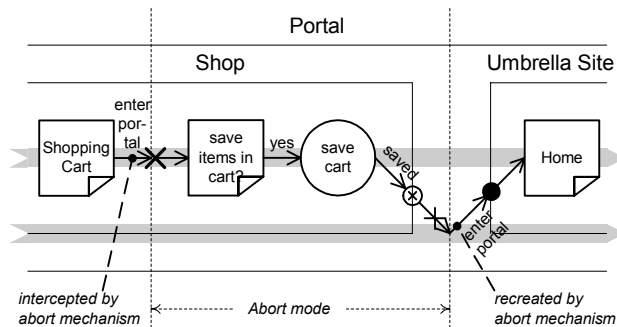 Portal
Shop
Umbrella Site
enter
por-
tal
Shopping
Cart
save
items in
cart?
yes
save
cart
saved
enter
portal
Home
intercepted by
abort mechanism
Abort mode
recreated by
abort mechanism